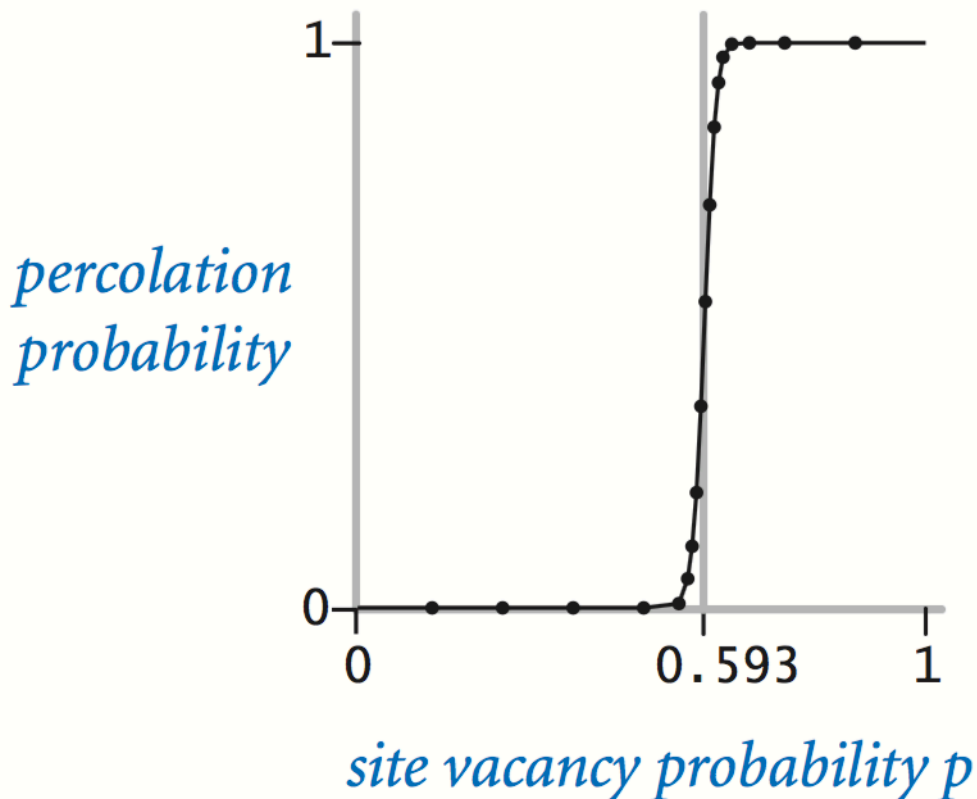 1
percolation
probability
0
0 0.593 1
site vacancy probability p